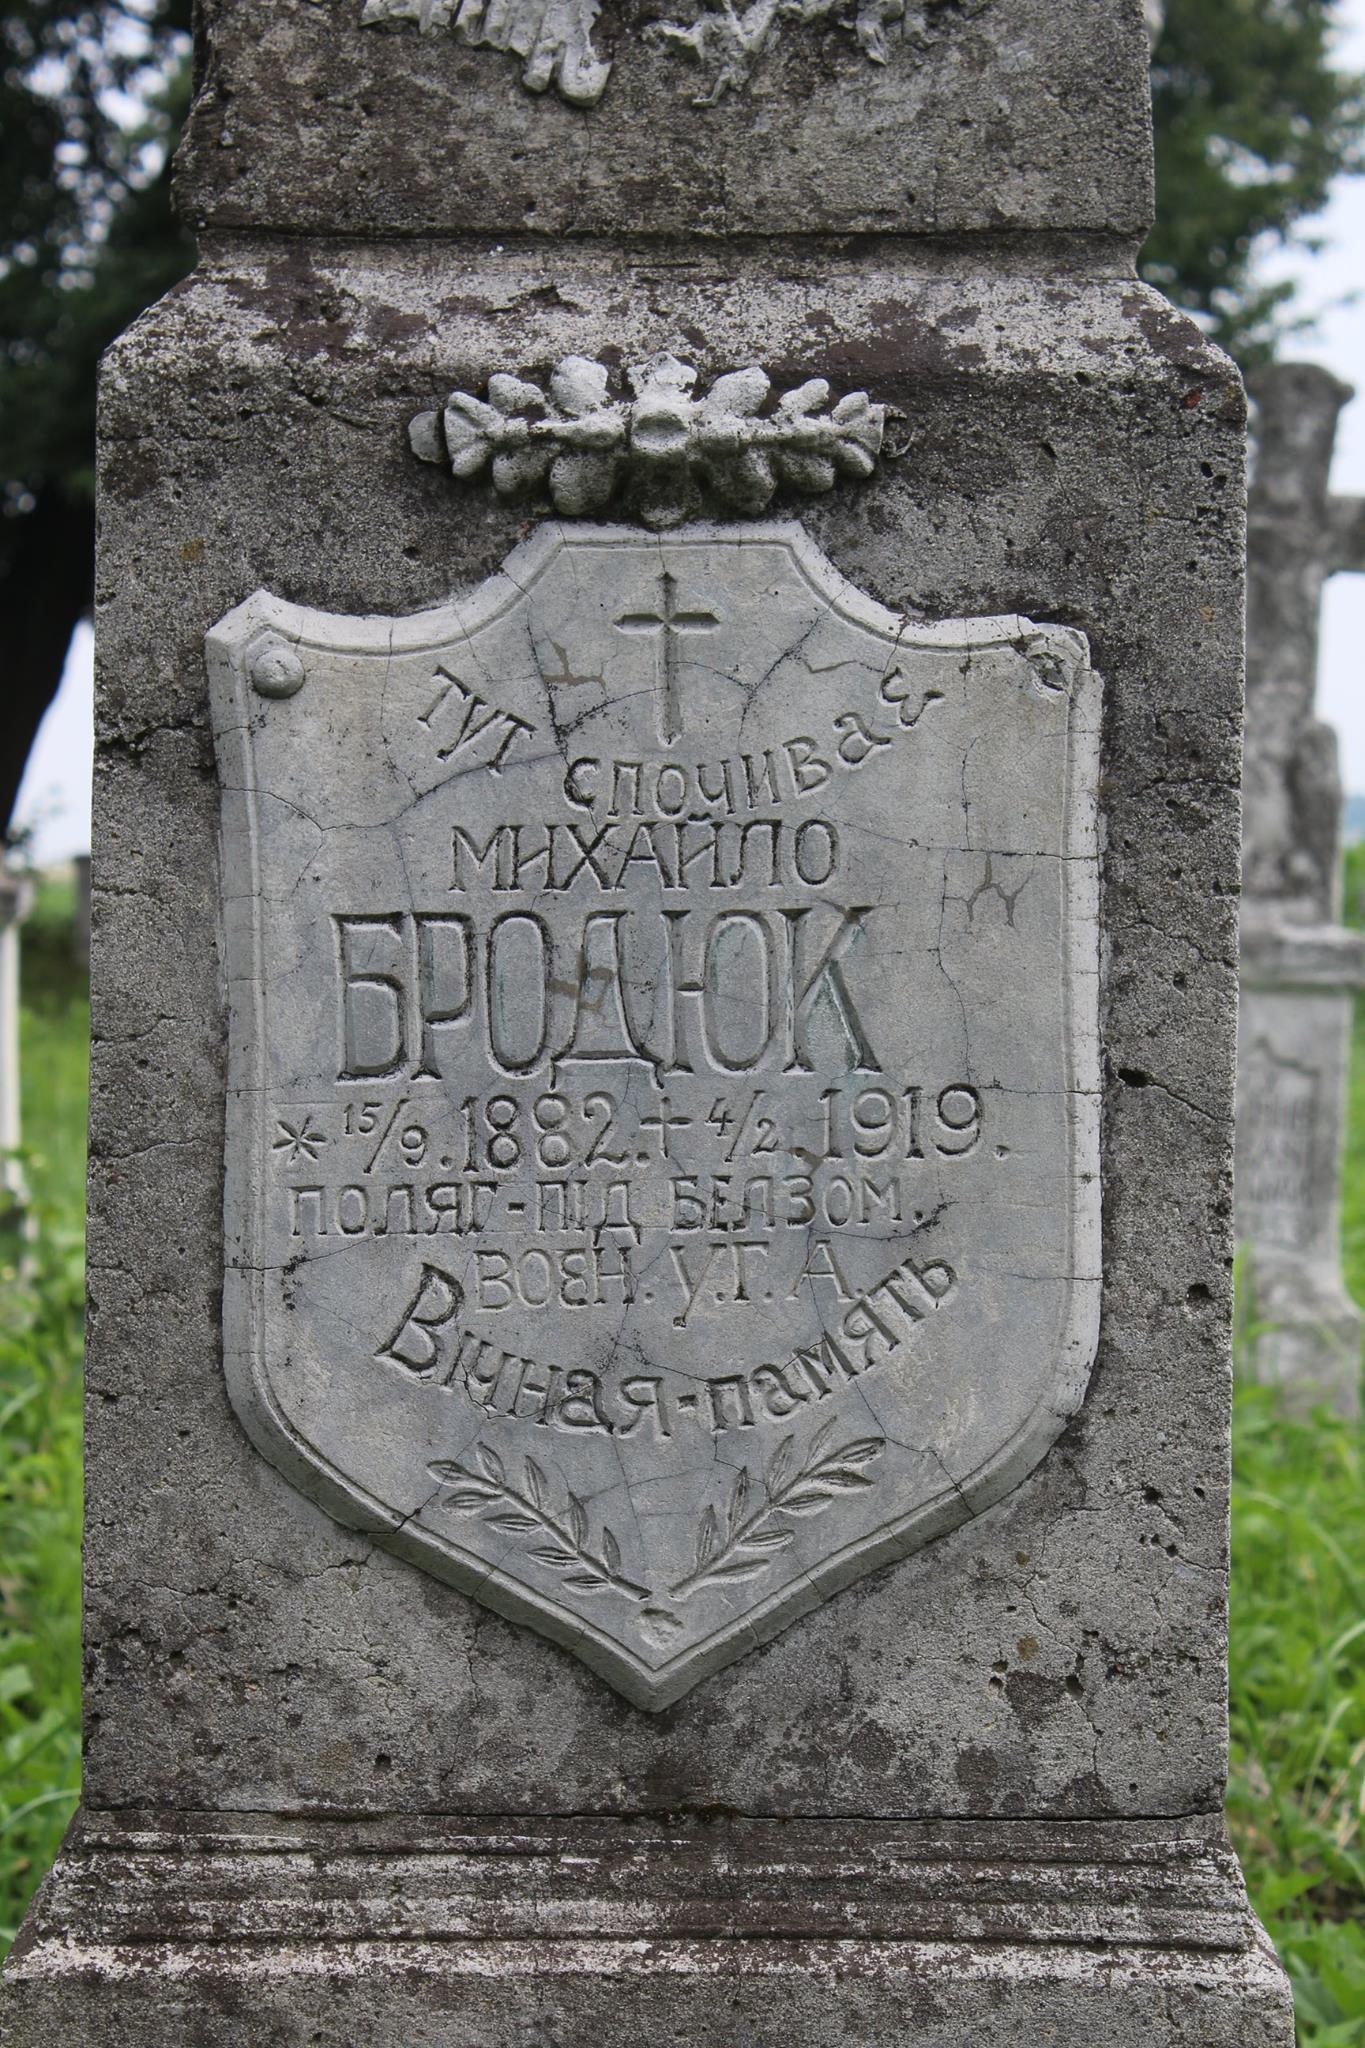 ТУТ спочиває
МИХАЙЛО
БРОДЮК
* 15/9. 1882. + 4/2. 1919.
ПОЛЯГ-ПІД БЕЛЗОМ.
ВОЄН. У.Г. А.
Вічная-память